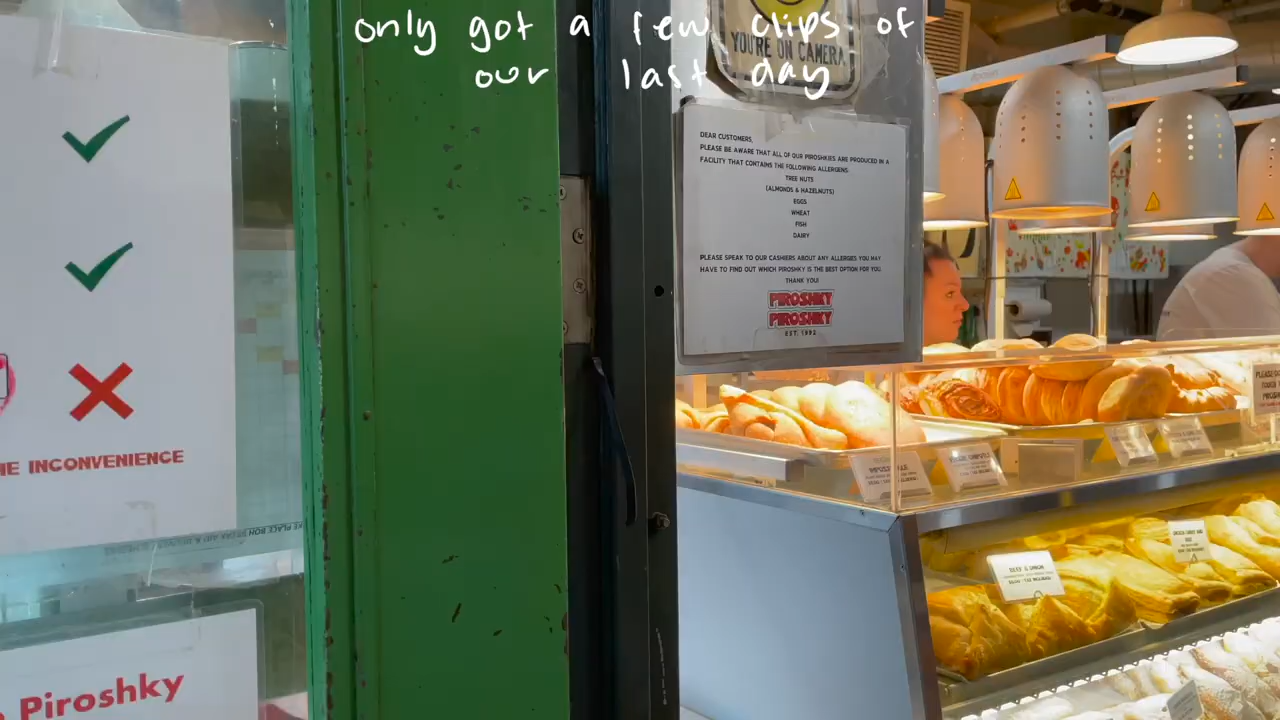 only got a few clips of
our last day
YOU'RE ON CAMERA
DEAR CUSTOMERS,
PLEASE BE AWARE THAT ALL OF OUR PIROSHKIES ARE PRODUCED IN A
FACILITY THAT CONTAINS THE FOLLOWING ALLERGENS:
TREE NUTS
(ALMONDS & HAZELNUTS)
EGGS
WHEAT
FISH
DAIRY
PLEASE SPEAK TO OUR CASHIERS ABOUT ANY ALLERGIES YOU MAY
HAVE TO FIND OUT WHICH PIROSHKY IS THE BEST OPTION FOR YOU
THANK YOU!
PIROSHKY
PIROSHKY
EST. 1992
INCONVENIENCE
Piroshky
BEEF & ONION